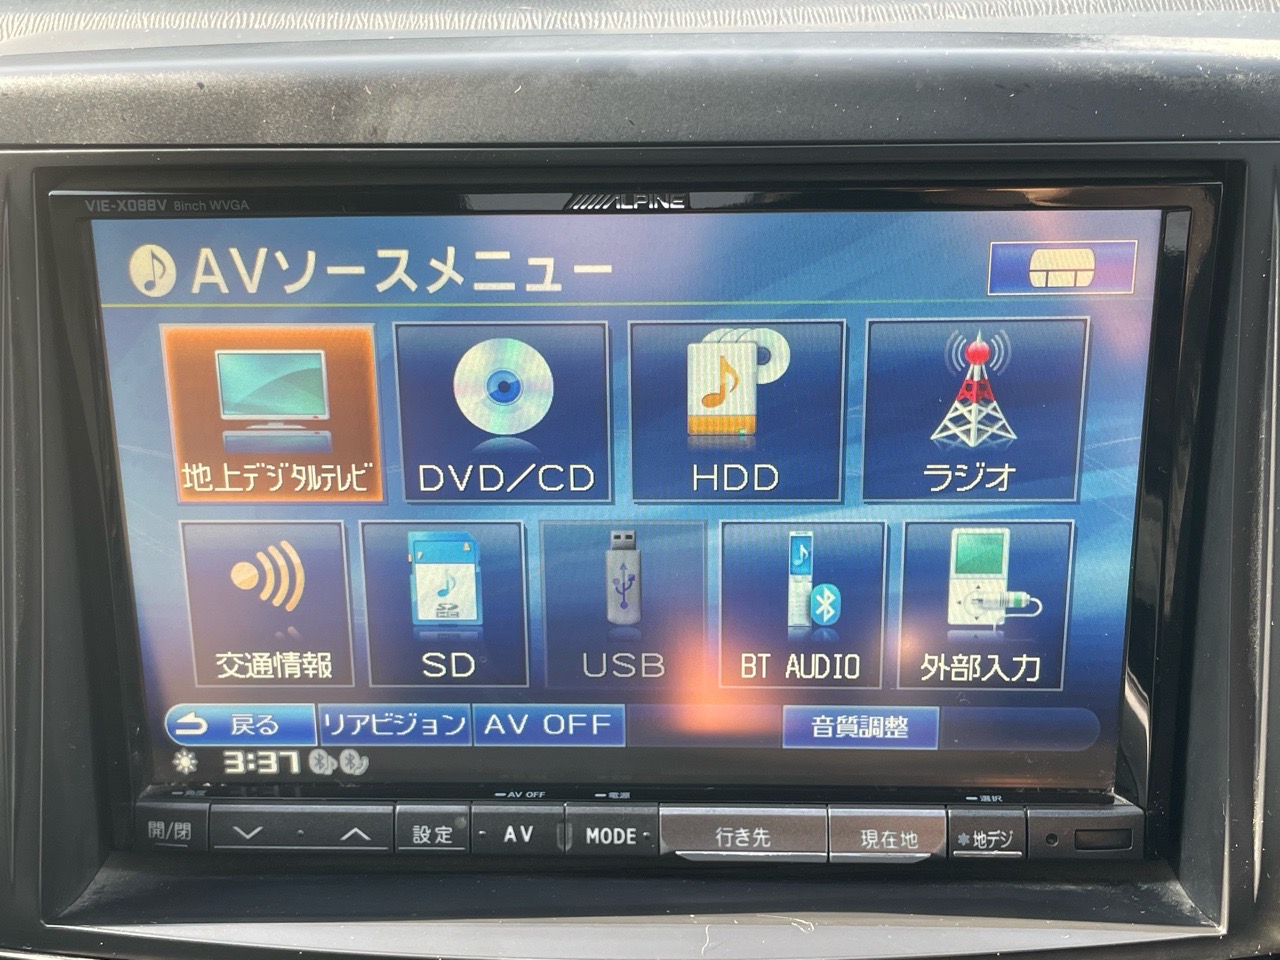 VIE-X088V 8inch WVGA
ALPINE
AVソースメニュー
地上デジタルテレビ
DVD/CD
HDD
ラジオ
交通情報
SD
USB
BT AUDIO
外部入力
戻る
リアビジョン
AV OFF
音質調整
3:37
AV OFF
電源
選択
開/閉
設定
AV
MODE
行き先
現在地
*地デジ